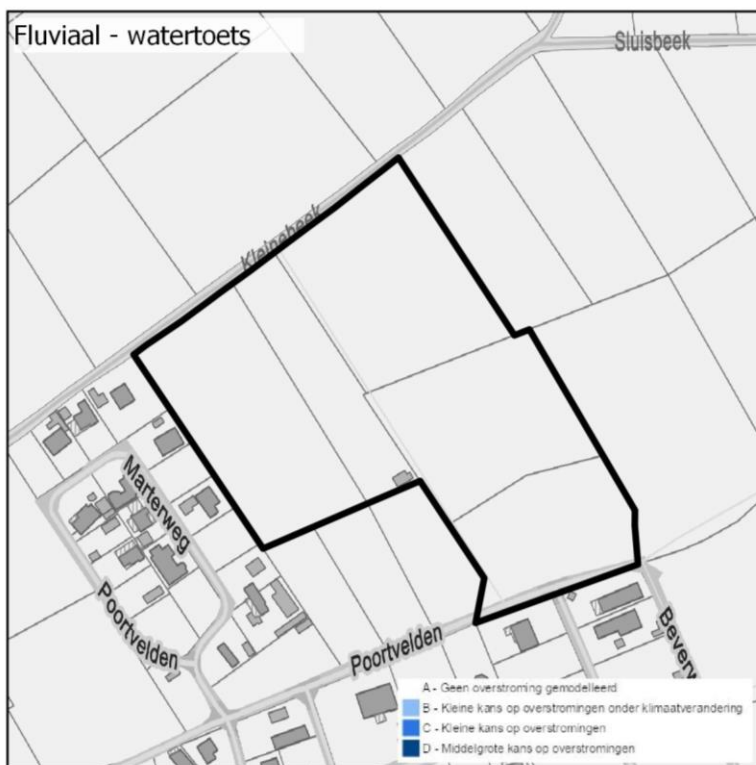 Fluviaal - watertoets
Sluisbeek
Kleinebeek
Marterweg
Poortvelden
Poortvelden
A - Geen overstroming gemodelleerd
B - Kleine kans op overstromingen onder klimaatverandering
C - Kleine kans op overstromingen
D - Middelgrote kans op overstromingen